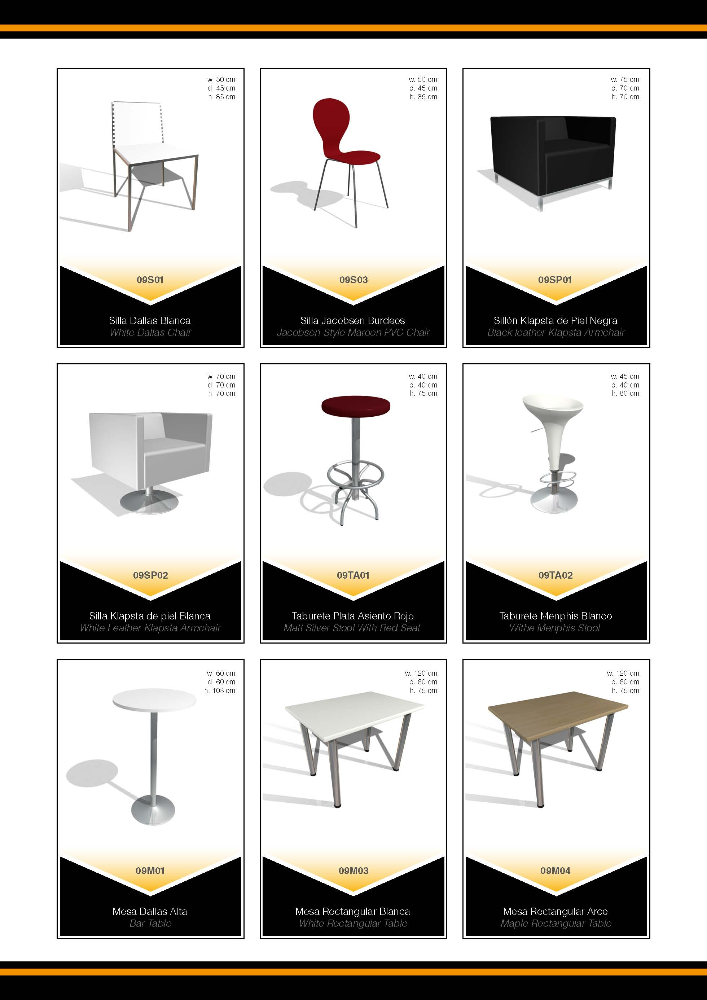 w. 50 cm
d. 45 cm
h. 85 cm
09S01
Silla Dallas Blanca
White Dallas Chair
w. 50 cm
d. 45 cm
h. 85 cm
09S03
Silla Jacobsen Burdeos
Jacobsen-Style Maroon PVC Chair
w. 75 cm
d. 70 cm
h. 70 cm
09SP01
Sillón Klapsta de Piel Negra
Black leather Klapsta Armchair
w. 70 cm
d. 70 cm
h. 70 cm
09SP02
Silla Klapsta de piel Blanca
White Leather Klapsta Armchair
w. 40 cm
d. 40 cm
h. 75 cm
09TA01
Taburete Plata Asiento Rojo
Matt Silver Stool With Red Seat
w. 45 cm
d. 40 cm
h. 80 cm
09TA02
Taburete Menphis Blanco
Withe Menphis Stool
w. 60 cm
d. 60 cm
h. 103 cm
09M01
Mesa Dallas Alta
Bar Table
w. 120 cm
d. 60 cm
h. 75 cm
09M03
Mesa Rectangular Blanca
White Rectangular Table
w. 120 cm
d. 60 cm
h. 75 cm
09M04
Mesa Rectangular Arce
Maple Rectangular Table